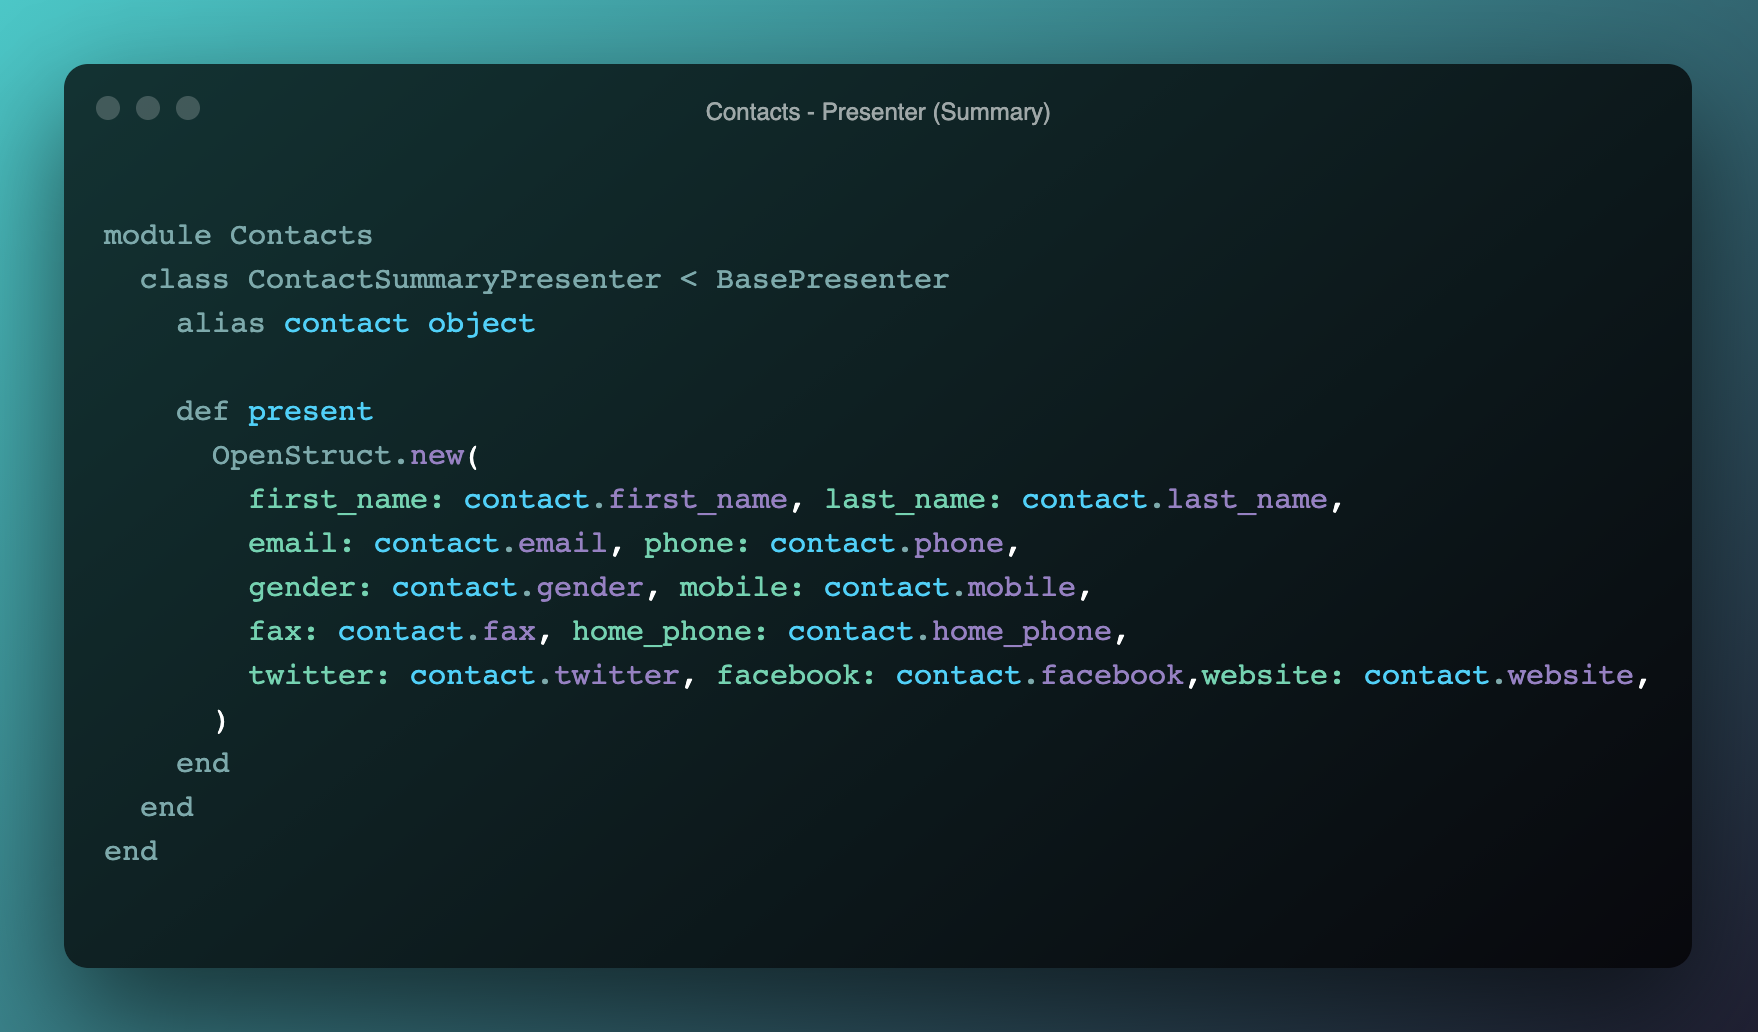 Contacts - Presenter (Summary)
module Contacts
  class ContactSummaryPresenter < BasePresenter
    alias contact object

    def present
      OpenStruct.new(
        first_name: contact.first_name, last_name: contact.last_name,
        email: contact.email, phone: contact.phone,
        gender: contact.gender, mobile: contact.mobile,
        fax: contact.fax, home_phone: contact.home_phone,
        twitter: contact.twitter, facebook: contact.facebook,website: contact.website,
      )
    end
  end
end